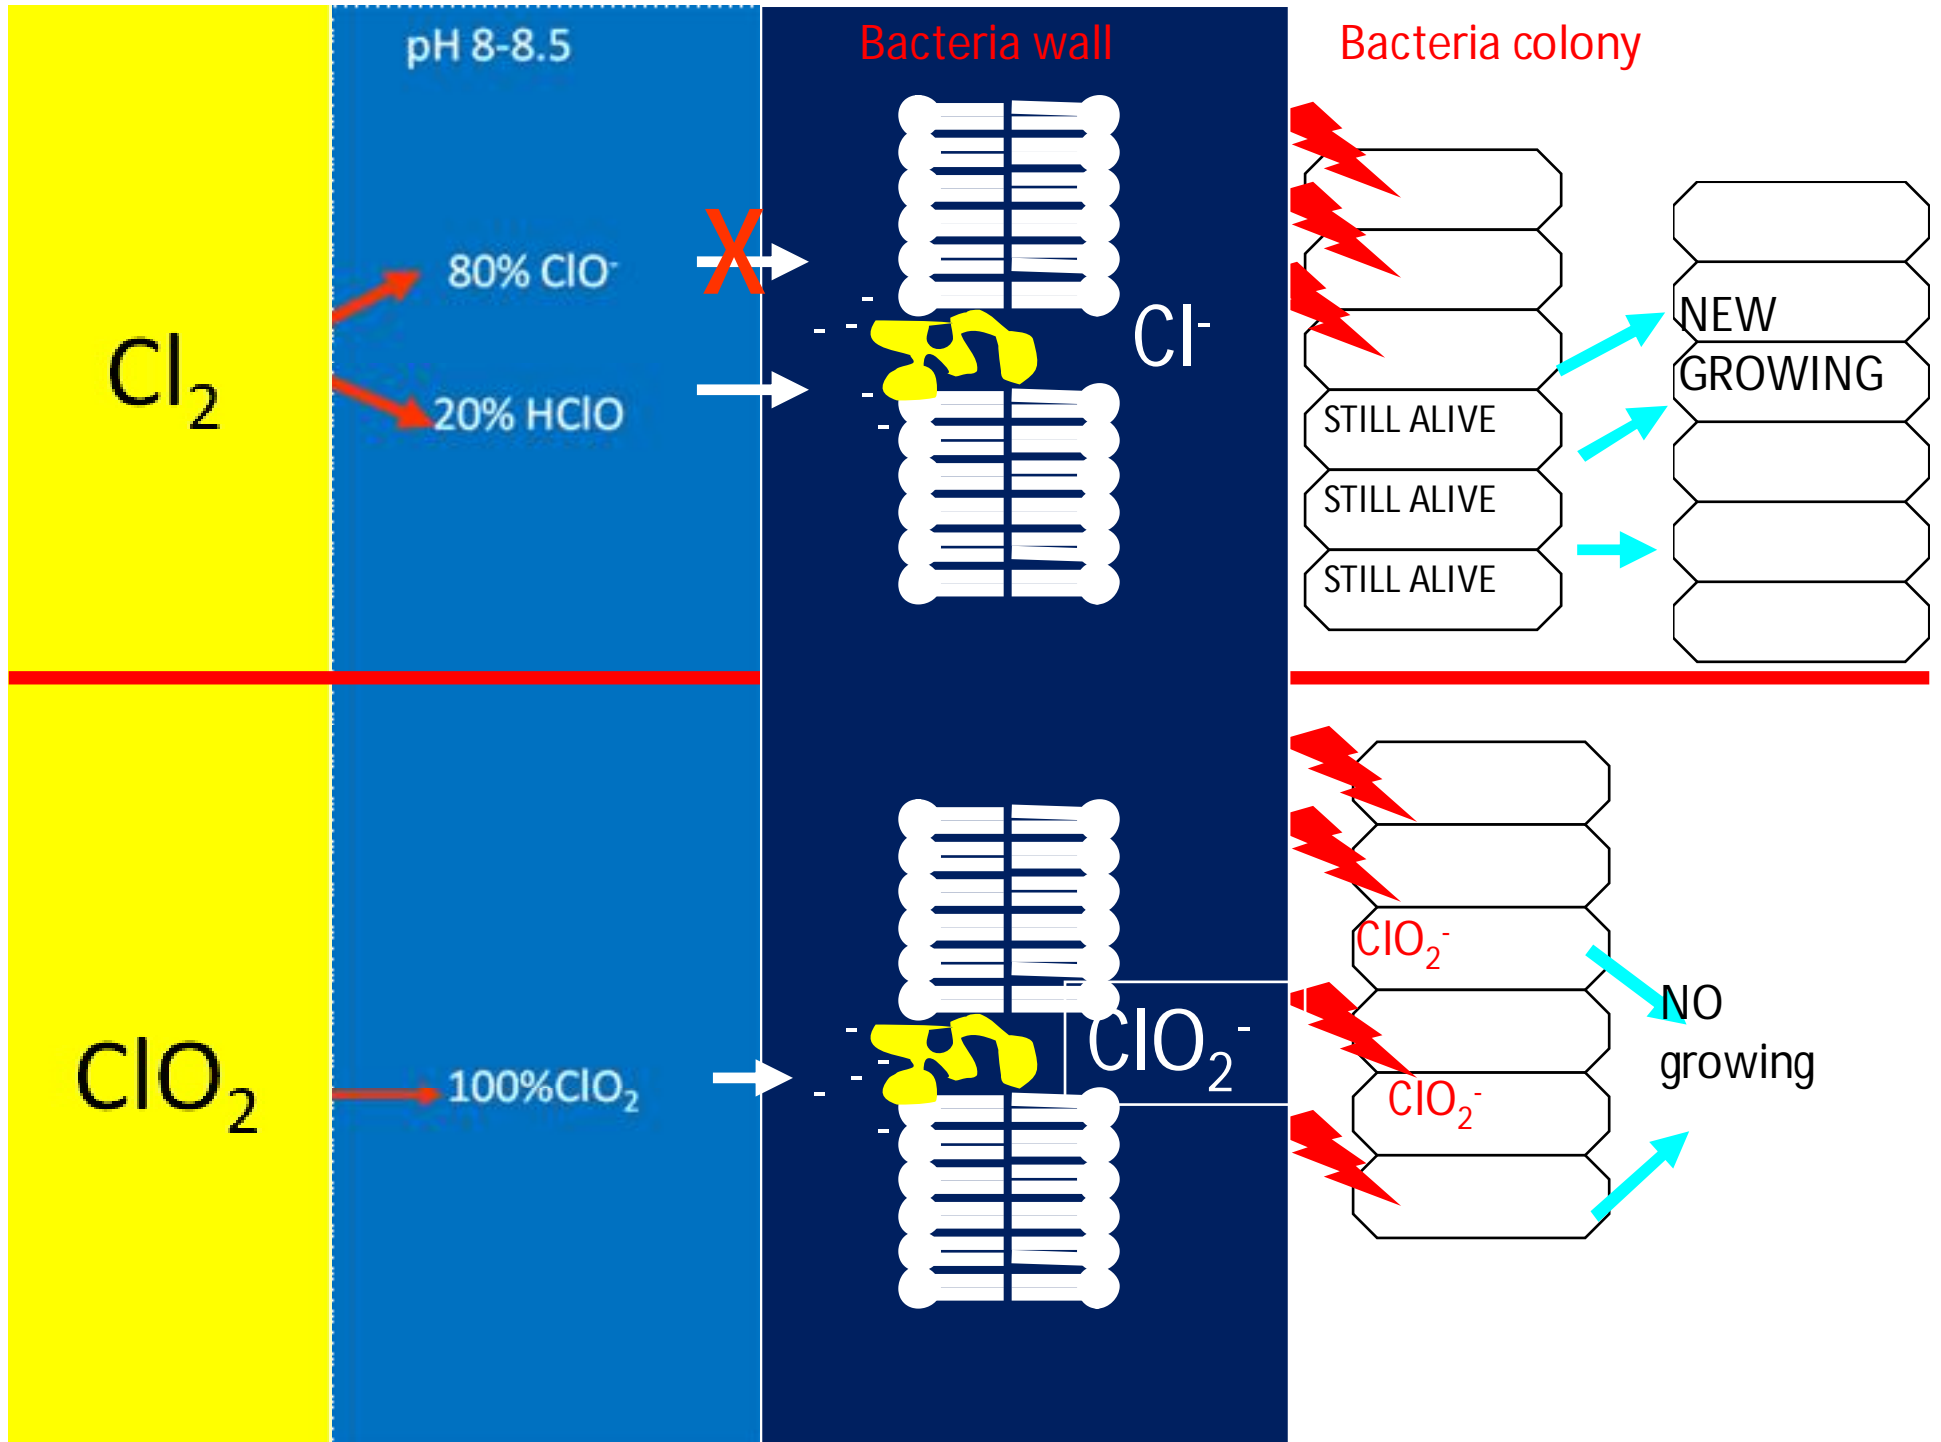 pH 8-8.5
Bacteria wall
Bacteria colony
Cl₂
80% ClO⁻
X
20% HClO
Cl⁻
NEW
GROWING
STILL ALIVE
STILL ALIVE
STILL ALIVE
ClO₂
100%ClO₂
ClO₂⁻
ClO₂⁻
ClO₂⁻
NO
growing